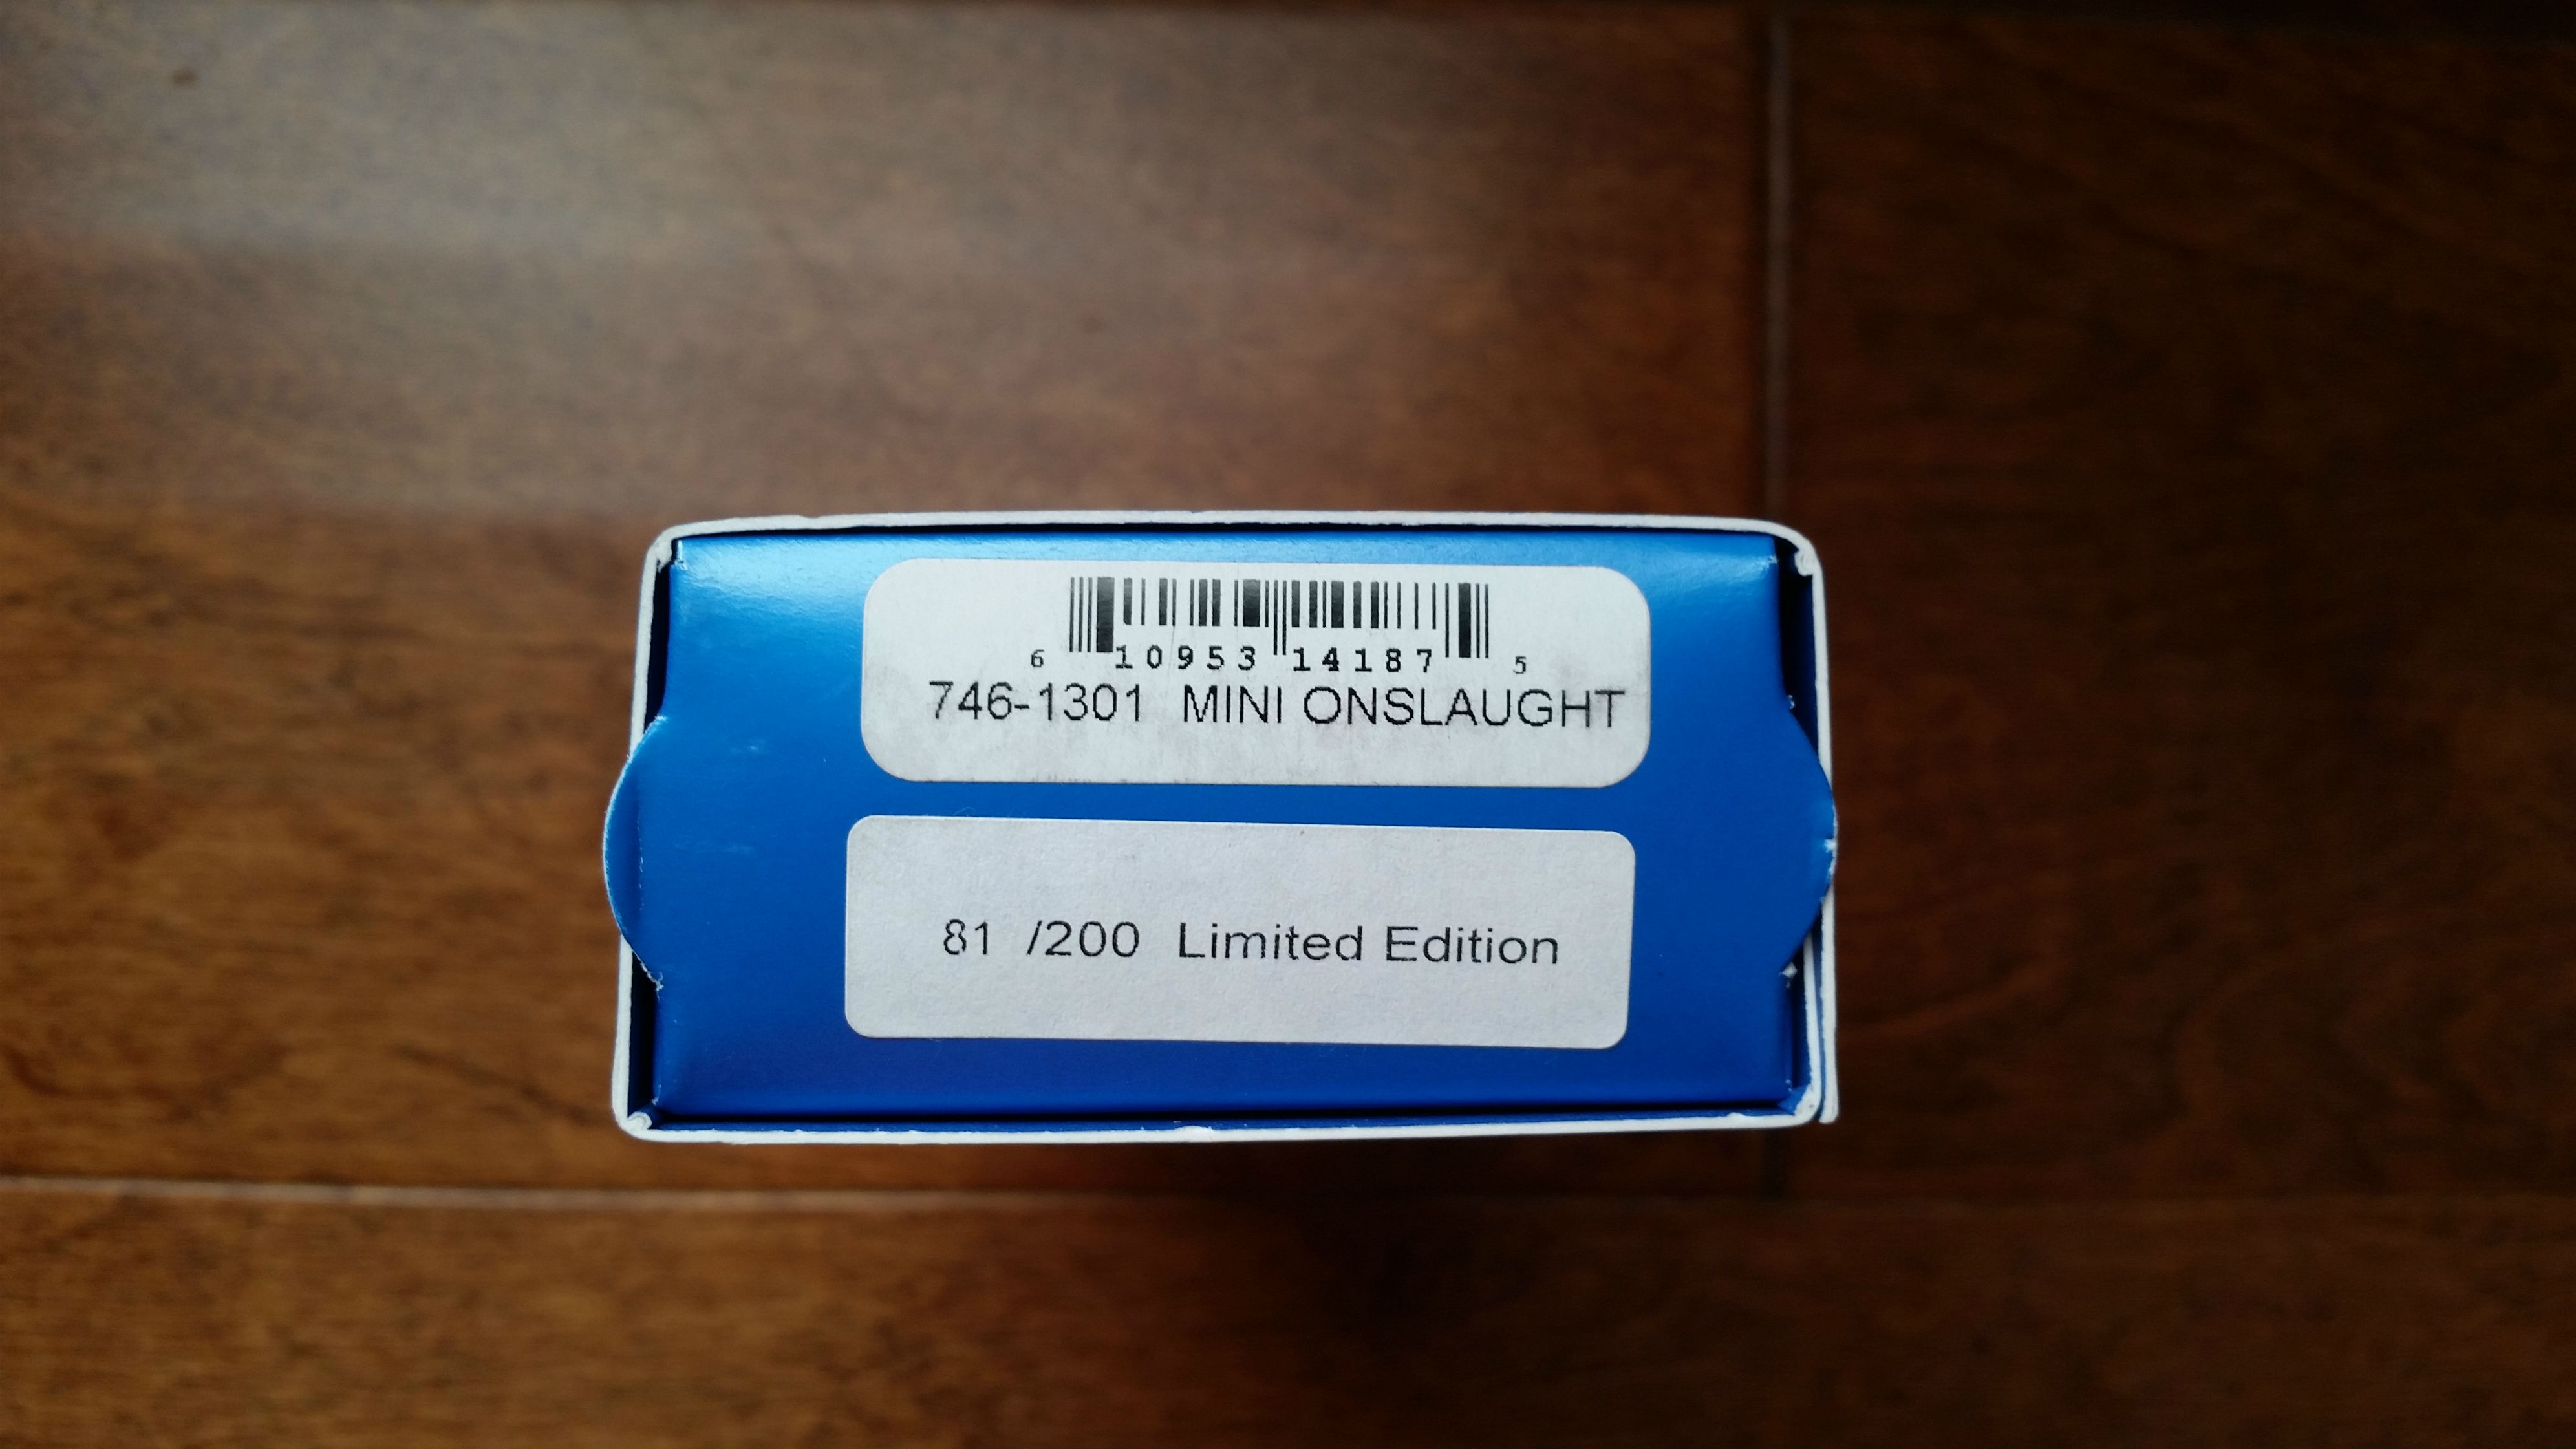 6 10953 14187 5
746-1301 MINI ONSLAUGHT
81 /200 Limited Edition